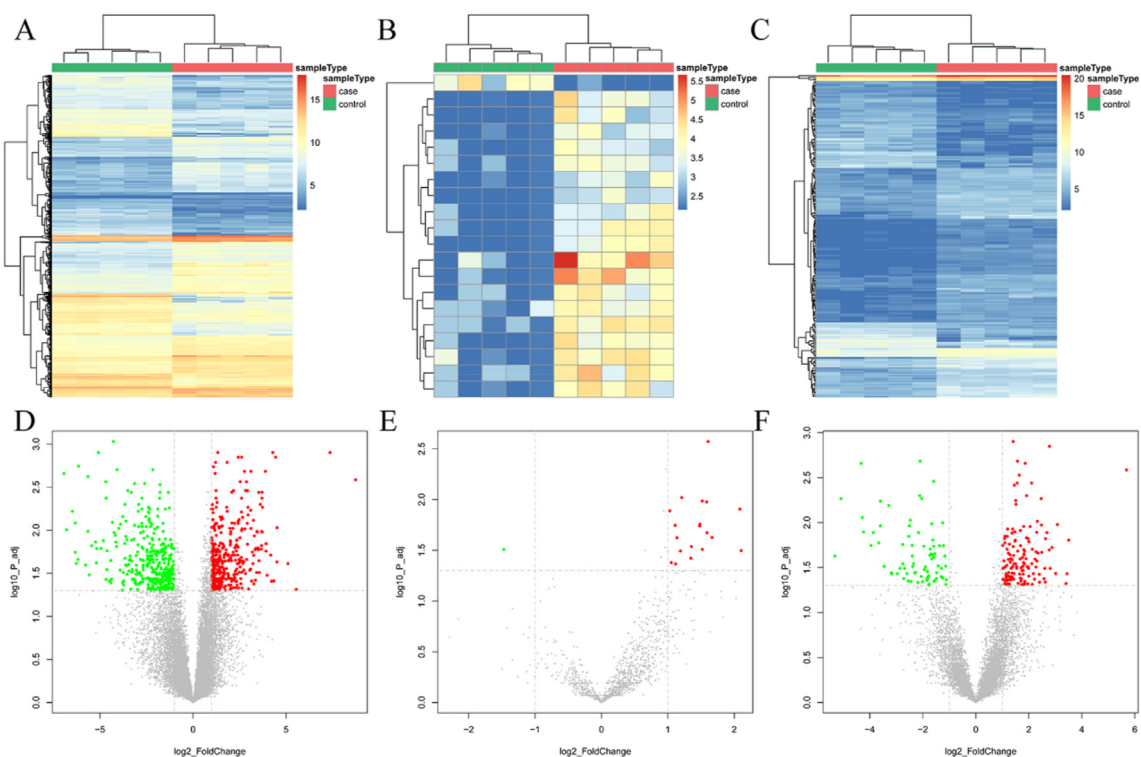 A
sampleType
sampleType
case
control
15
10
5
B
sampleType
5.5
sampleType
5
case
4.5
control
4
3.5
3
2.5
C
sampleType
20
sampleType
case
15
control
10
5
D
3.0
2.5
2.0
1.5
1.0
0.5
0.0
log10_P_adj
−5
0
5
log2_FoldChange
E
2.5
2.0
1.5
1.0
0.5
0.0
log10_P_adj
−2
−1
0
1
2
log2_FoldChange
F
3.0
2.5
2.0
1.5
1.0
0.5
0.0
log10_P_adj
−4
−2
0
2
4
6
log2_FoldChange